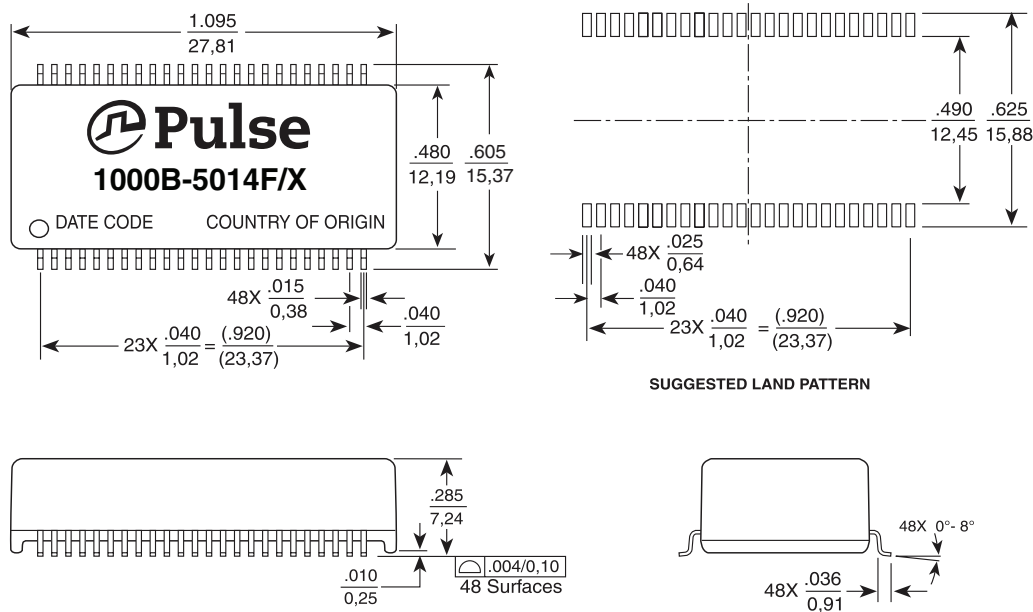 1.095
27,81
Pulse
1000B-5014F/X
DATE CODE COUNTRY OF ORIGIN
.480
12,19
.605
15,37
48X .015
0,38
.040
1,02
23X .040 = (.920)
1,02 (23,37)
.490
12,45
.625
15,88
48X .025
0,64
.040
1,02
23X .040 = (.920)
1,02 (23,37)
SUGGESTED LAND PATTERN
.285
7,24
.010
0,25
.004/0,10
48 Surfaces
48X 0°- 8°
48X .036
0,91